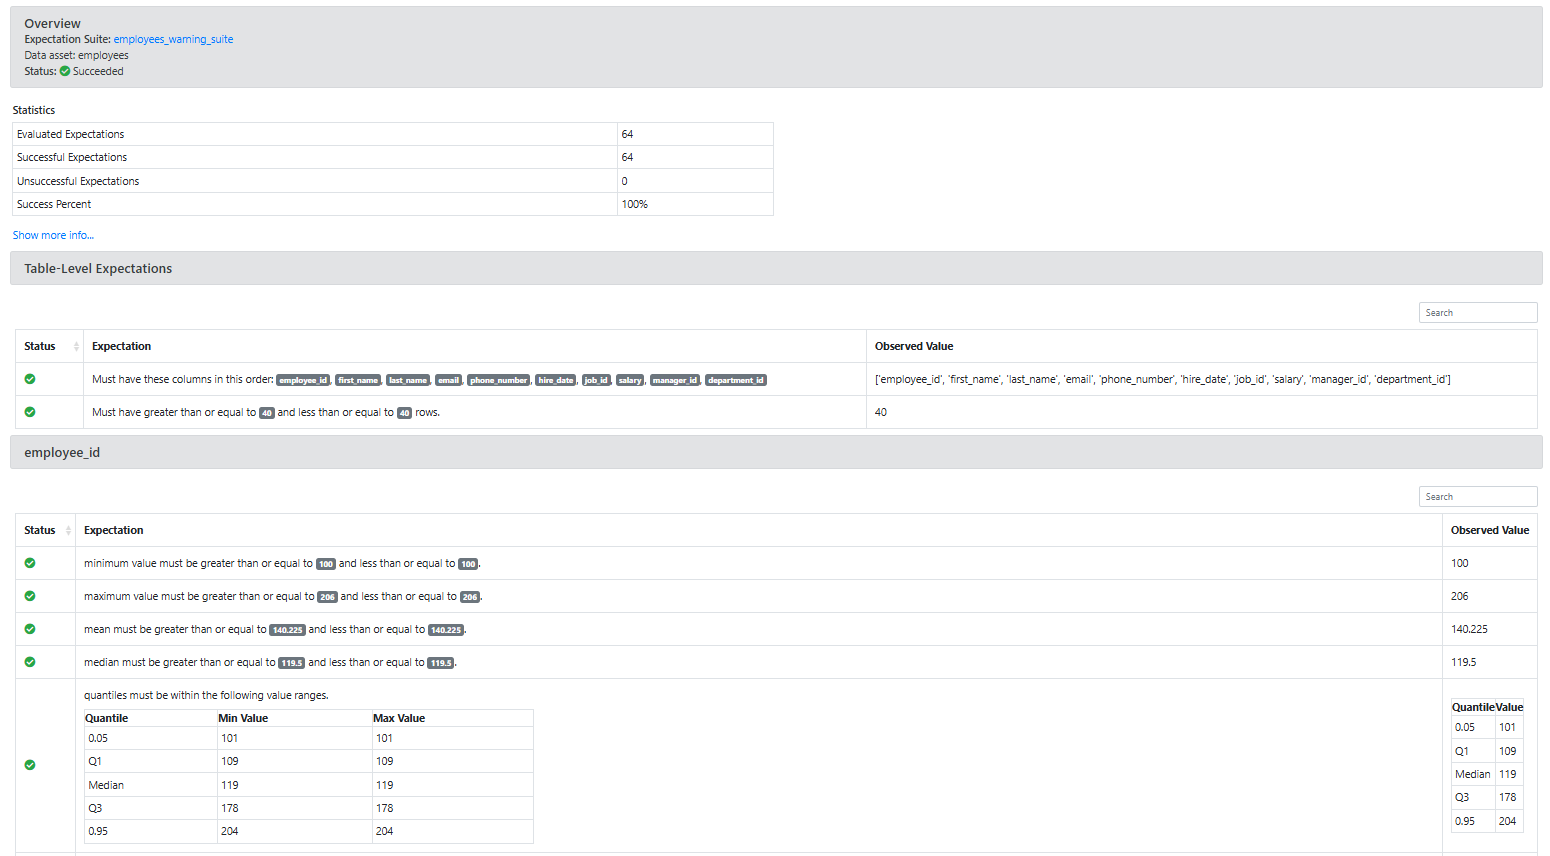 Overview
Expectation Suite: employees_warning_suite
Data asset: employees
Status: Succeeded
Statistics
Evaluated Expectations 64
Successful Expectations 64
Unsuccessful Expectations 0
Success Percent 100%
Show more info...
Table-Level Expectations
Search
Status Expectation Observed Value
Must have these columns in this order: employee_id, first_name, last_name, email, phone_number, hire_date, job_id, salary, manager_id, department_id ['employee_id', 'first_name', 'last_name', 'email', 'phone_number', 'hire_date', 'job_id', 'salary', 'manager_id', 'department_id']
Must have greater than or equal to 40 and less than or equal to 40 rows. 40
employee_id
Search
Status Expectation Observed Value
minimum value must be greater than or equal to 100 and less than or equal to 100. 100
maximum value must be greater than or equal to 206 and less than or equal to 206. 206
mean must be greater than or equal to 140.225 and less than or equal to 140.225. 140.225
median must be greater than or equal to 119.5 and less than or equal to 119.5. 119.5
quantiles must be within the following value ranges.
Quantile Min Value Max Value
0.05 101 101
Q1 109 109
Median 119 119
Q3 178 178
0.95 204 204
Quantile Value
0.05 101
Q1 109
Median 119
Q3 178
0.95 204